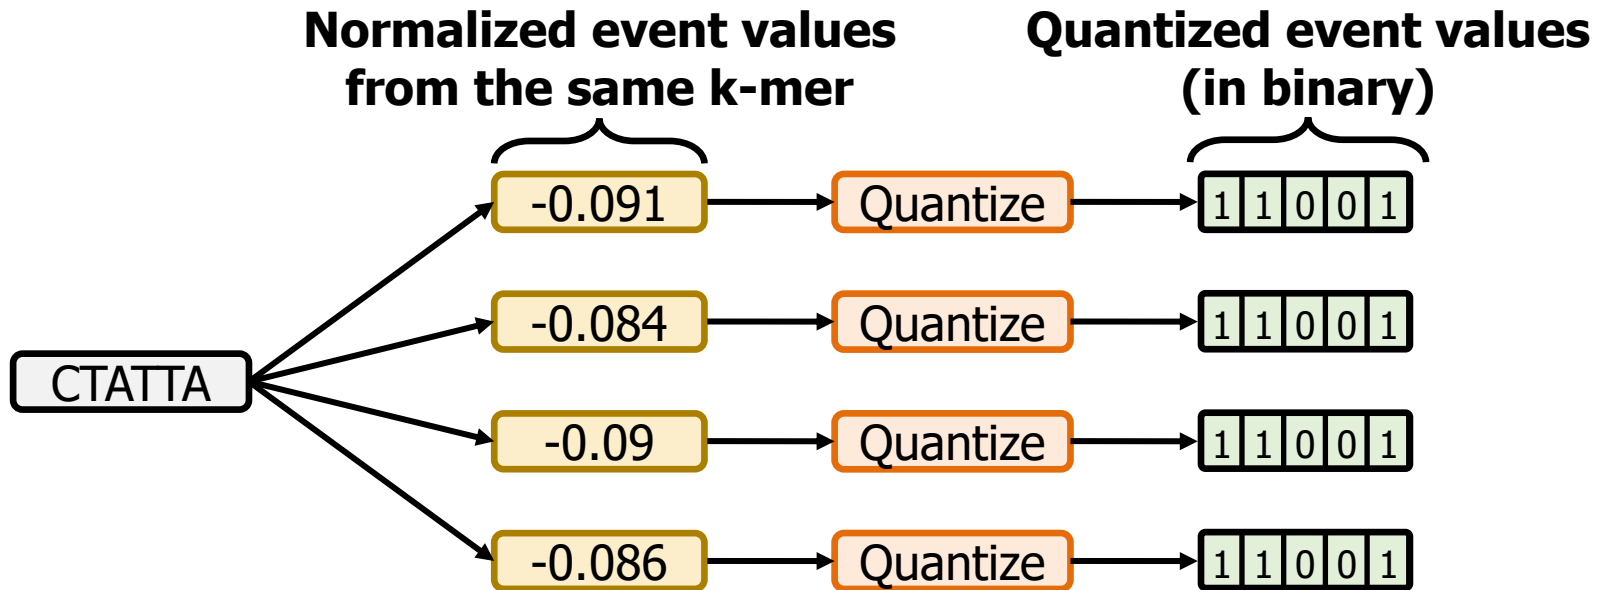 Normalized event values
from the same k-mer
Quantized event values
(in binary)
-0.091 Quantize 1 1 0 0 1
-0.084 Quantize 1 1 0 0 1
CTATTA
-0.09 Quantize 1 1 0 0 1
-0.086 Quantize 1 1 0 0 1